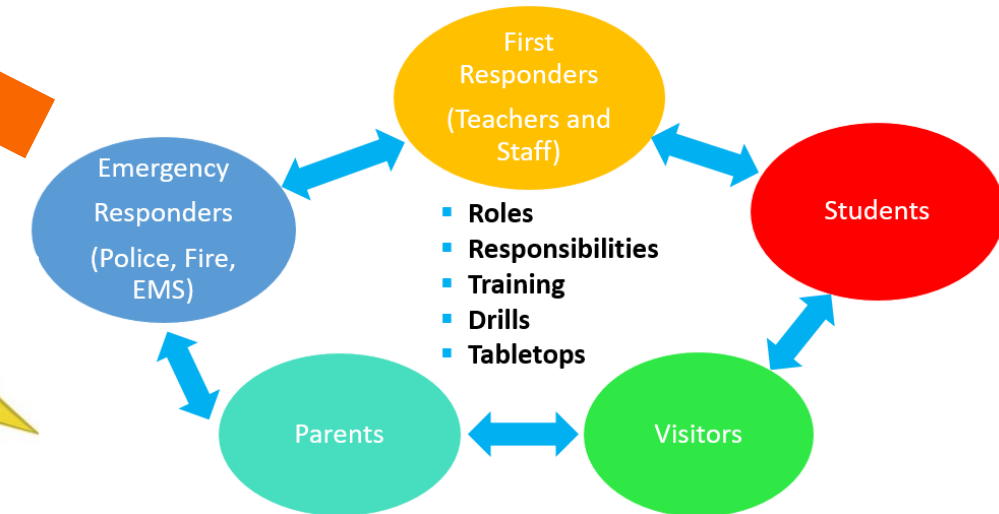 First
Responders
(Teachers and
Staff)
Emergency
Responders
(Police, Fire,
EMS)
Students
Roles
Responsibilities
Training
Drills
Tabletops
Parents
Visitors